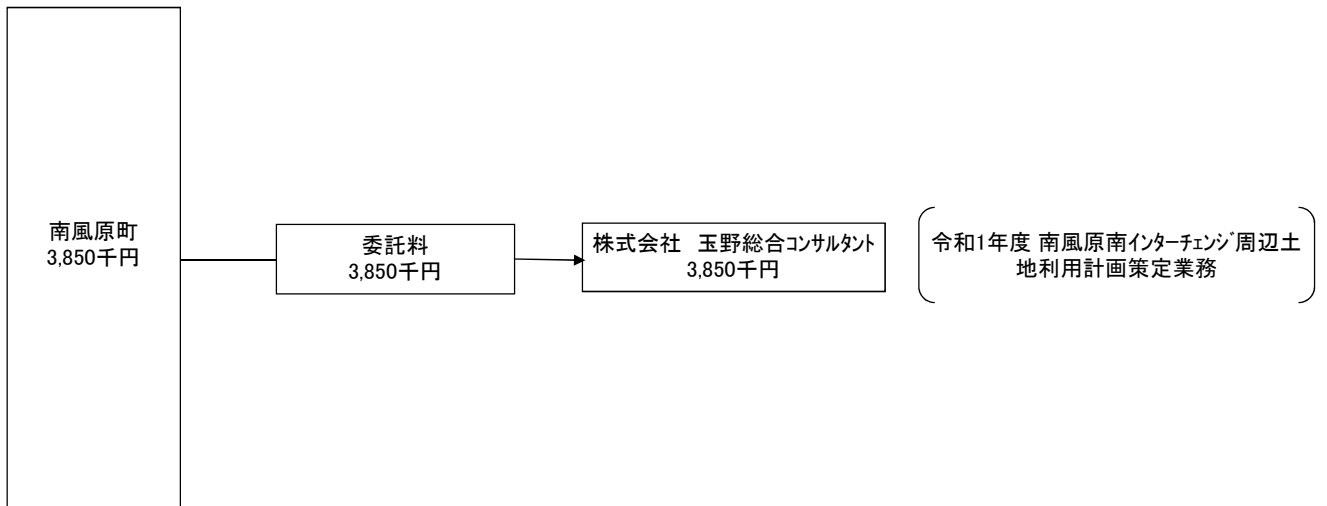 南風原町
3,850千円
委託料
3,850千円
株式会社　玉野総合コンサルタント
3,850千円
令和1年度 南風原南インターチェンジ周辺土
地利用計画策定業務